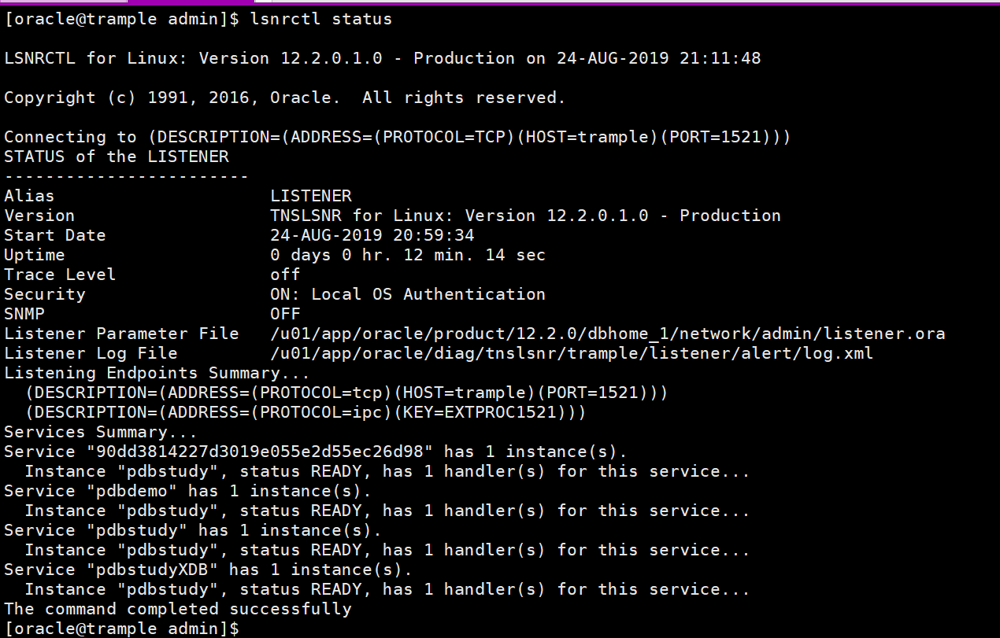 [oracle@trample admin]$ lsnrctl status
LSNRCTL for Linux: Version 12.2.0.1.0 - Production on 24-AUG-2019 21:11:48
Copyright (c) 1991, 2016, Oracle.  All rights reserved.
Connecting to (DESCRIPTION=(ADDRESS=(PROTOCOL=TCP)(HOST=trample)(PORT=1521)))
STATUS of the LISTENER
------------------------
Alias                     LISTENER
Version                   TNSLSNR for Linux: Version 12.2.0.1.0 - Production
Start Date                24-AUG-2019 20:59:34
Uptime                    0 days 0 hr. 12 min. 14 sec
Trace Level               off
Security                  ON: Local OS Authentication
SNMP                      OFF
Listener Parameter File   /u01/app/oracle/product/12.2.0/dbhome_1/network/admin/listener.ora
Listener Log File         /u01/app/oracle/diag/tnslsnr/trample/listener/alert/log.xml
Listening Endpoints Summary...
  (DESCRIPTION=(ADDRESS=(PROTOCOL=tcp)(HOST=trample)(PORT=1521)))
  (DESCRIPTION=(ADDRESS=(PROTOCOL=ipc)(KEY=EXTPROC1521)))
Services Summary...
Service "90dd3814227d3019e055e2d55ec26d98" has 1 instance(s).
  Instance "pdbstudy", status READY, has 1 handler(s) for this service...
Service "pdbdemo" has 1 instance(s).
  Instance "pdbstudy", status READY, has 1 handler(s) for this service...
Service "pdbstudy" has 1 instance(s).
  Instance "pdbstudy", status READY, has 1 handler(s) for this service...
Service "pdbstudyXDB" has 1 instance(s).
  Instance "pdbstudy", status READY, has 1 handler(s) for this service...
The command completed successfully
[oracle@trample admin]$